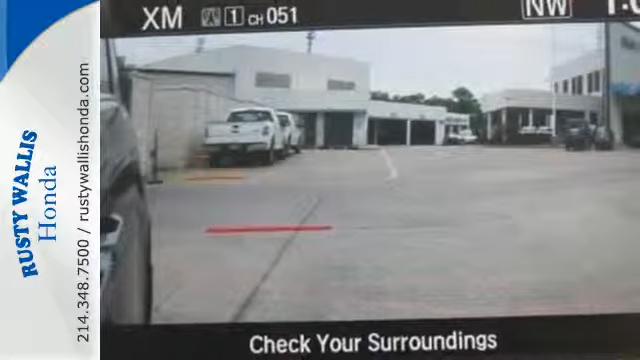 XM 1 CH 051 NW
Check Your Surroundings
RUSTY WALLIS
Honda
214.348.7500 / rustywallishonda.com